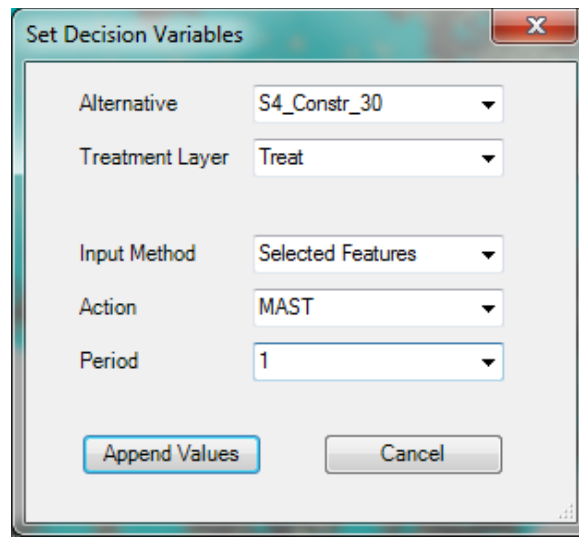 Set Decision Variables
Alternative S4_Constr_30
Treatment Layer Treat
Input Method Selected Features
Action MAST
Period 1
Append Values Cancel